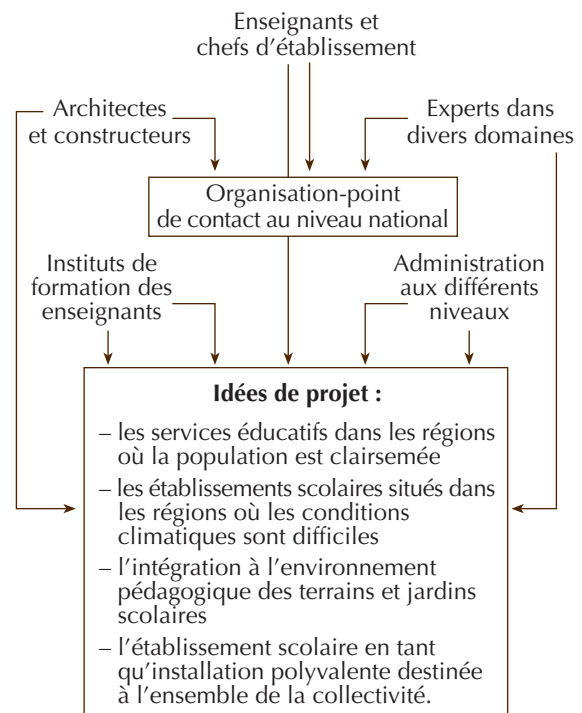 Enseignants et
chefs d’établissement
Architectes
et constructeurs
Experts dans
divers domaines
Organisation-point
de contact au niveau national
Instituts de
formation des
enseignants
Administration
aux différents
niveaux
Idées de projet :
– les services éducatifs dans les régions
où la population est clairsemée
– les établissements scolaires situés dans
les régions où les conditions
climatiques sont difficiles
– l’intégration à l’environnement
pédagogique des terrains et jardins
scolaires
– l’établissement scolaire en tant
qu’installation polyvalente destinée
à l’ensemble de la collectivité.